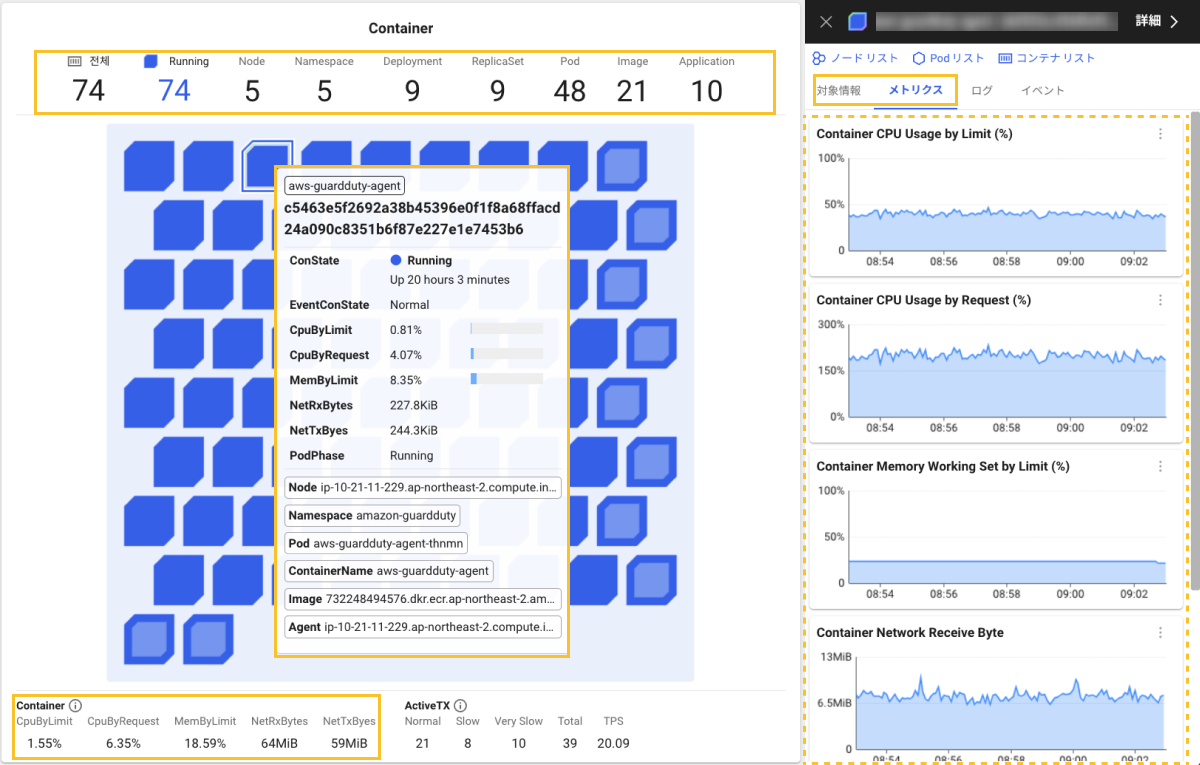 Container
전체 Running Node Namespace Deployment ReplicaSet Pod Image Application
74 74 5 5 9 9 48 21 10
aws-guardduty-agent
c5463e5f2692a38b45396e0f1f8a68ffacd
24a090c8351b6f87e227e1e7453b6
ConState Running
Up 20 hours 3 minutes
EventConState Normal
CpuByLimit 0.81%
CpuByRequest 4.07%
MemByLimit 8.35%
NetRxBytes 227.8KiB
NetTxByes 244.3KiB
PodPhase Running
Node ip-10-21-11-229.ap-northeast-2.compute.in...
Namespace amazon-guardduty
Pod aws-guardduty-agent-thnmn
ContainerName aws-guardduty-agent
Image 732248494576.dkr.ecr.ap-northeast-2.am...
Agent ip-10-21-11-229.ap-northeast-2.compute.i...
Container
CpuByLimit CpuByRequest MemByLimit NetRxBytes NetTxByes
1.55% 6.35% 18.59% 64MiB 59MiB
ActiveTX
Normal Slow Very Slow Total TPS
21 8 10 39 20.09
詳細
ノードリスト Podリスト コンテナリスト
対象情報 メトリクス ログ イベント
Container CPU Usage by Limit (%)
100%
50%
0
08:54 08:56 08:58 09:00 09:02
Container CPU Usage by Request (%)
300%
150%
0%
08:54 08:56 08:58 09:00 09:02
Container Memory Working Set by Limit (%)
100%
50%
0
08:54 08:56 08:58 09:00 09:02
Container Network Receive Byte
13MiB
6.5MiB
0
08:54 08:56 08:58 09:00 09:02